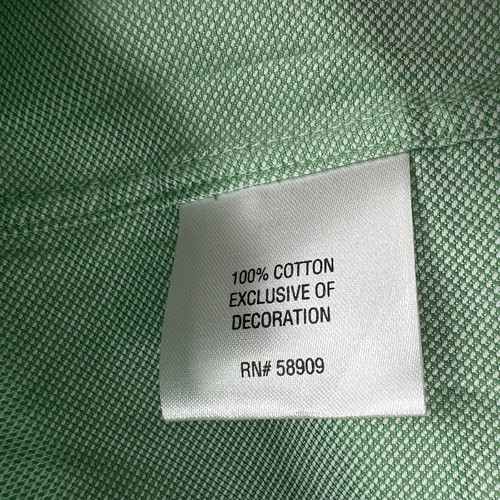 100% COTTON
EXCLUSIVE OF
DECORATION
RN# 58909